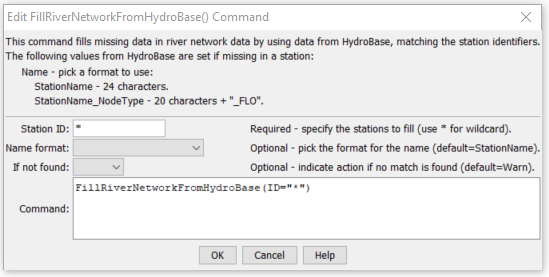 Edit FillRiverNetworkFromHydroBase() Command
This command fills missing data in river network data by using data from HydroBase, matching the station identifiers.
The following values from HydroBase are set if missing in a station:
Name - pick a format to use:
StationName - 24 characters.
StationName_NodeType - 20 characters + "_FLO".
Station ID: * Required - specify the stations to fill (use * for wildcard).
Name format: Optional - pick the format for the name (default=StationName).
If not found: Optional - indicate action if no match is found (default=Warn).
FillRiverNetworkFromHydroBase(ID="*")
Command:
OK Cancel Help